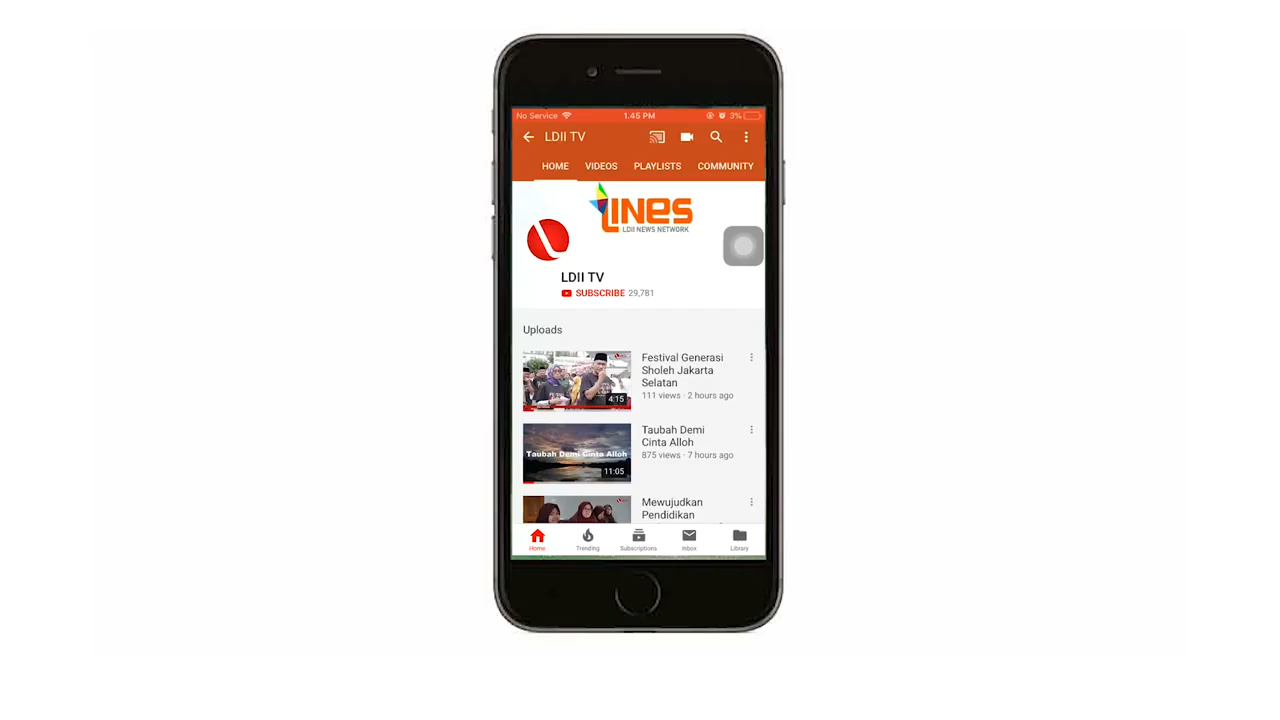 No Service 1.45 PM 3%
LDII TV
HOME VIDEOS PLAYLISTS COMMUNITY
LINES
LDII NEWS NETWORK
LDII TV
SUBSCRIBE 29,781
Uploads
Festival Generasi
Sholeh Jakarta
Selatan
111 views · 2 hours ago
4:15
Taubah Demi
Cinta Alloh
875 views · 7 hours ago
Taubah Demi Cinta Alloh
11:05
Mewujudkan
Pendidikan
Home Trending Subscriptions Inbox Library